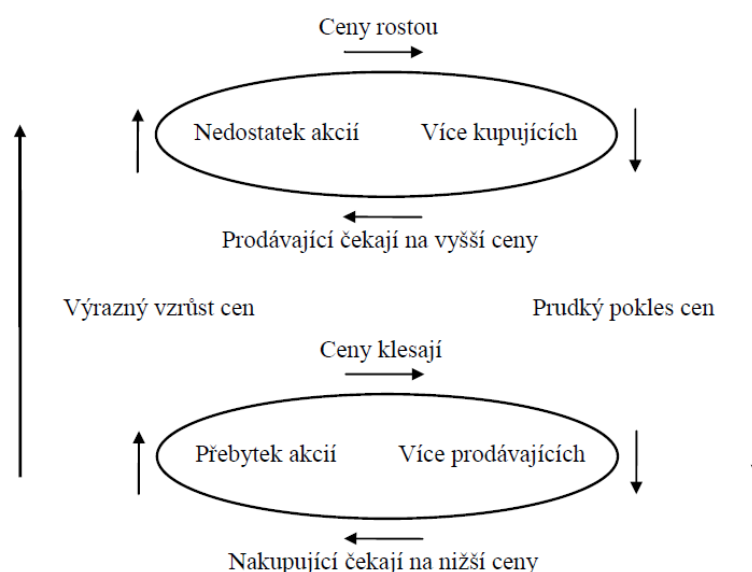 Ceny rostou
Nedostatek akcií Více kupujících
Prodávající čekají na vyšší ceny
Výrazný vzrůst cen Prudký pokles cen
Ceny klesají
Přebytek akcií Více prodávajících
Nakupující čekají na nižší ceny